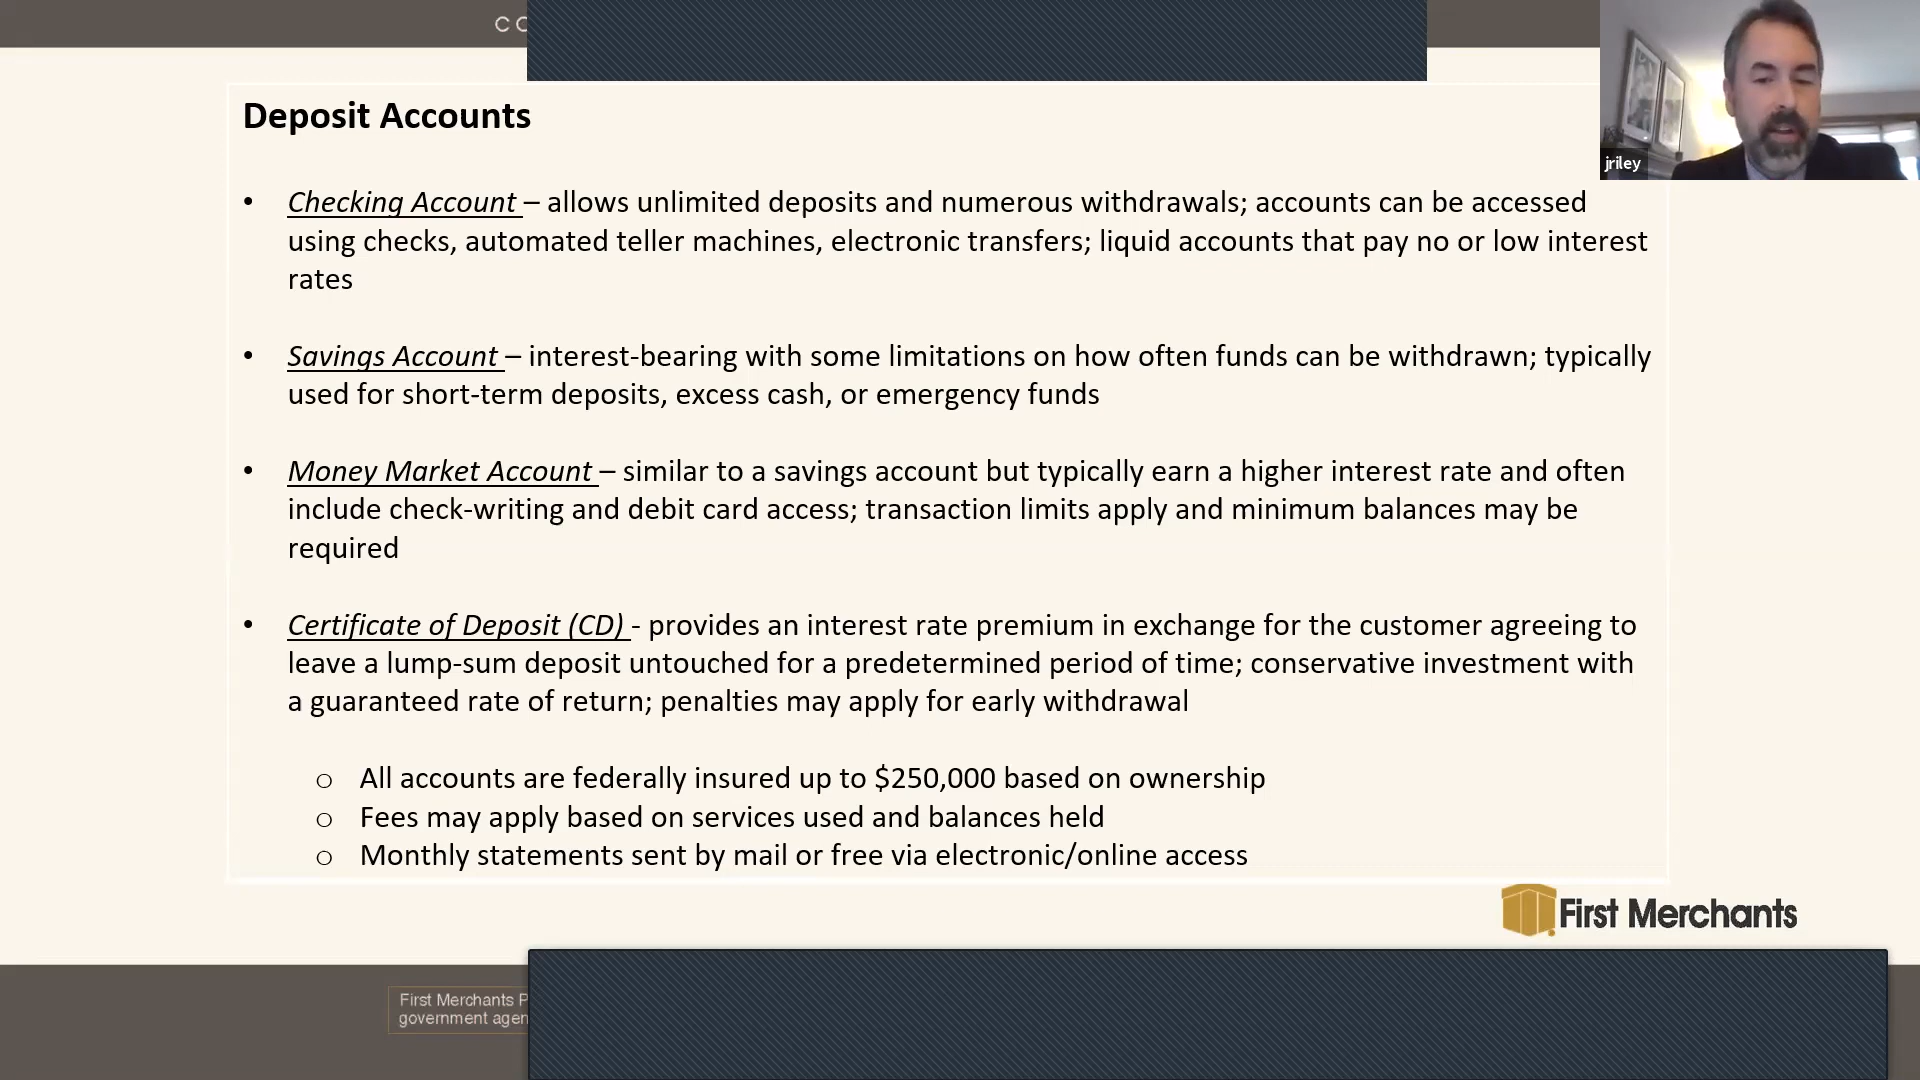 CO
jriley
Deposit Accounts
• Checking Account – allows unlimited deposits and numerous withdrawals; accounts can be accessed
using checks, automated teller machines, electronic transfers; liquid accounts that pay no or low interest
rates
• Savings Account – interest-bearing with some limitations on how often funds can be withdrawn; typically
used for short-term deposits, excess cash, or emergency funds
• Money Market Account – similar to a savings account but typically earn a higher interest rate and often
include check-writing and debit card access; transaction limits apply and minimum balances may be
required
• Certificate of Deposit (CD) - provides an interest rate premium in exchange for the customer agreeing to
leave a lump-sum deposit untouched for a predetermined period of time; conservative investment with
a guaranteed rate of return; penalties may apply for early withdrawal
o All accounts are federally insured up to $250,000 based on ownership
o Fees may apply based on services used and balances held
o Monthly statements sent by mail or free via electronic/online access
First Merchants
First Merchants P
government agen